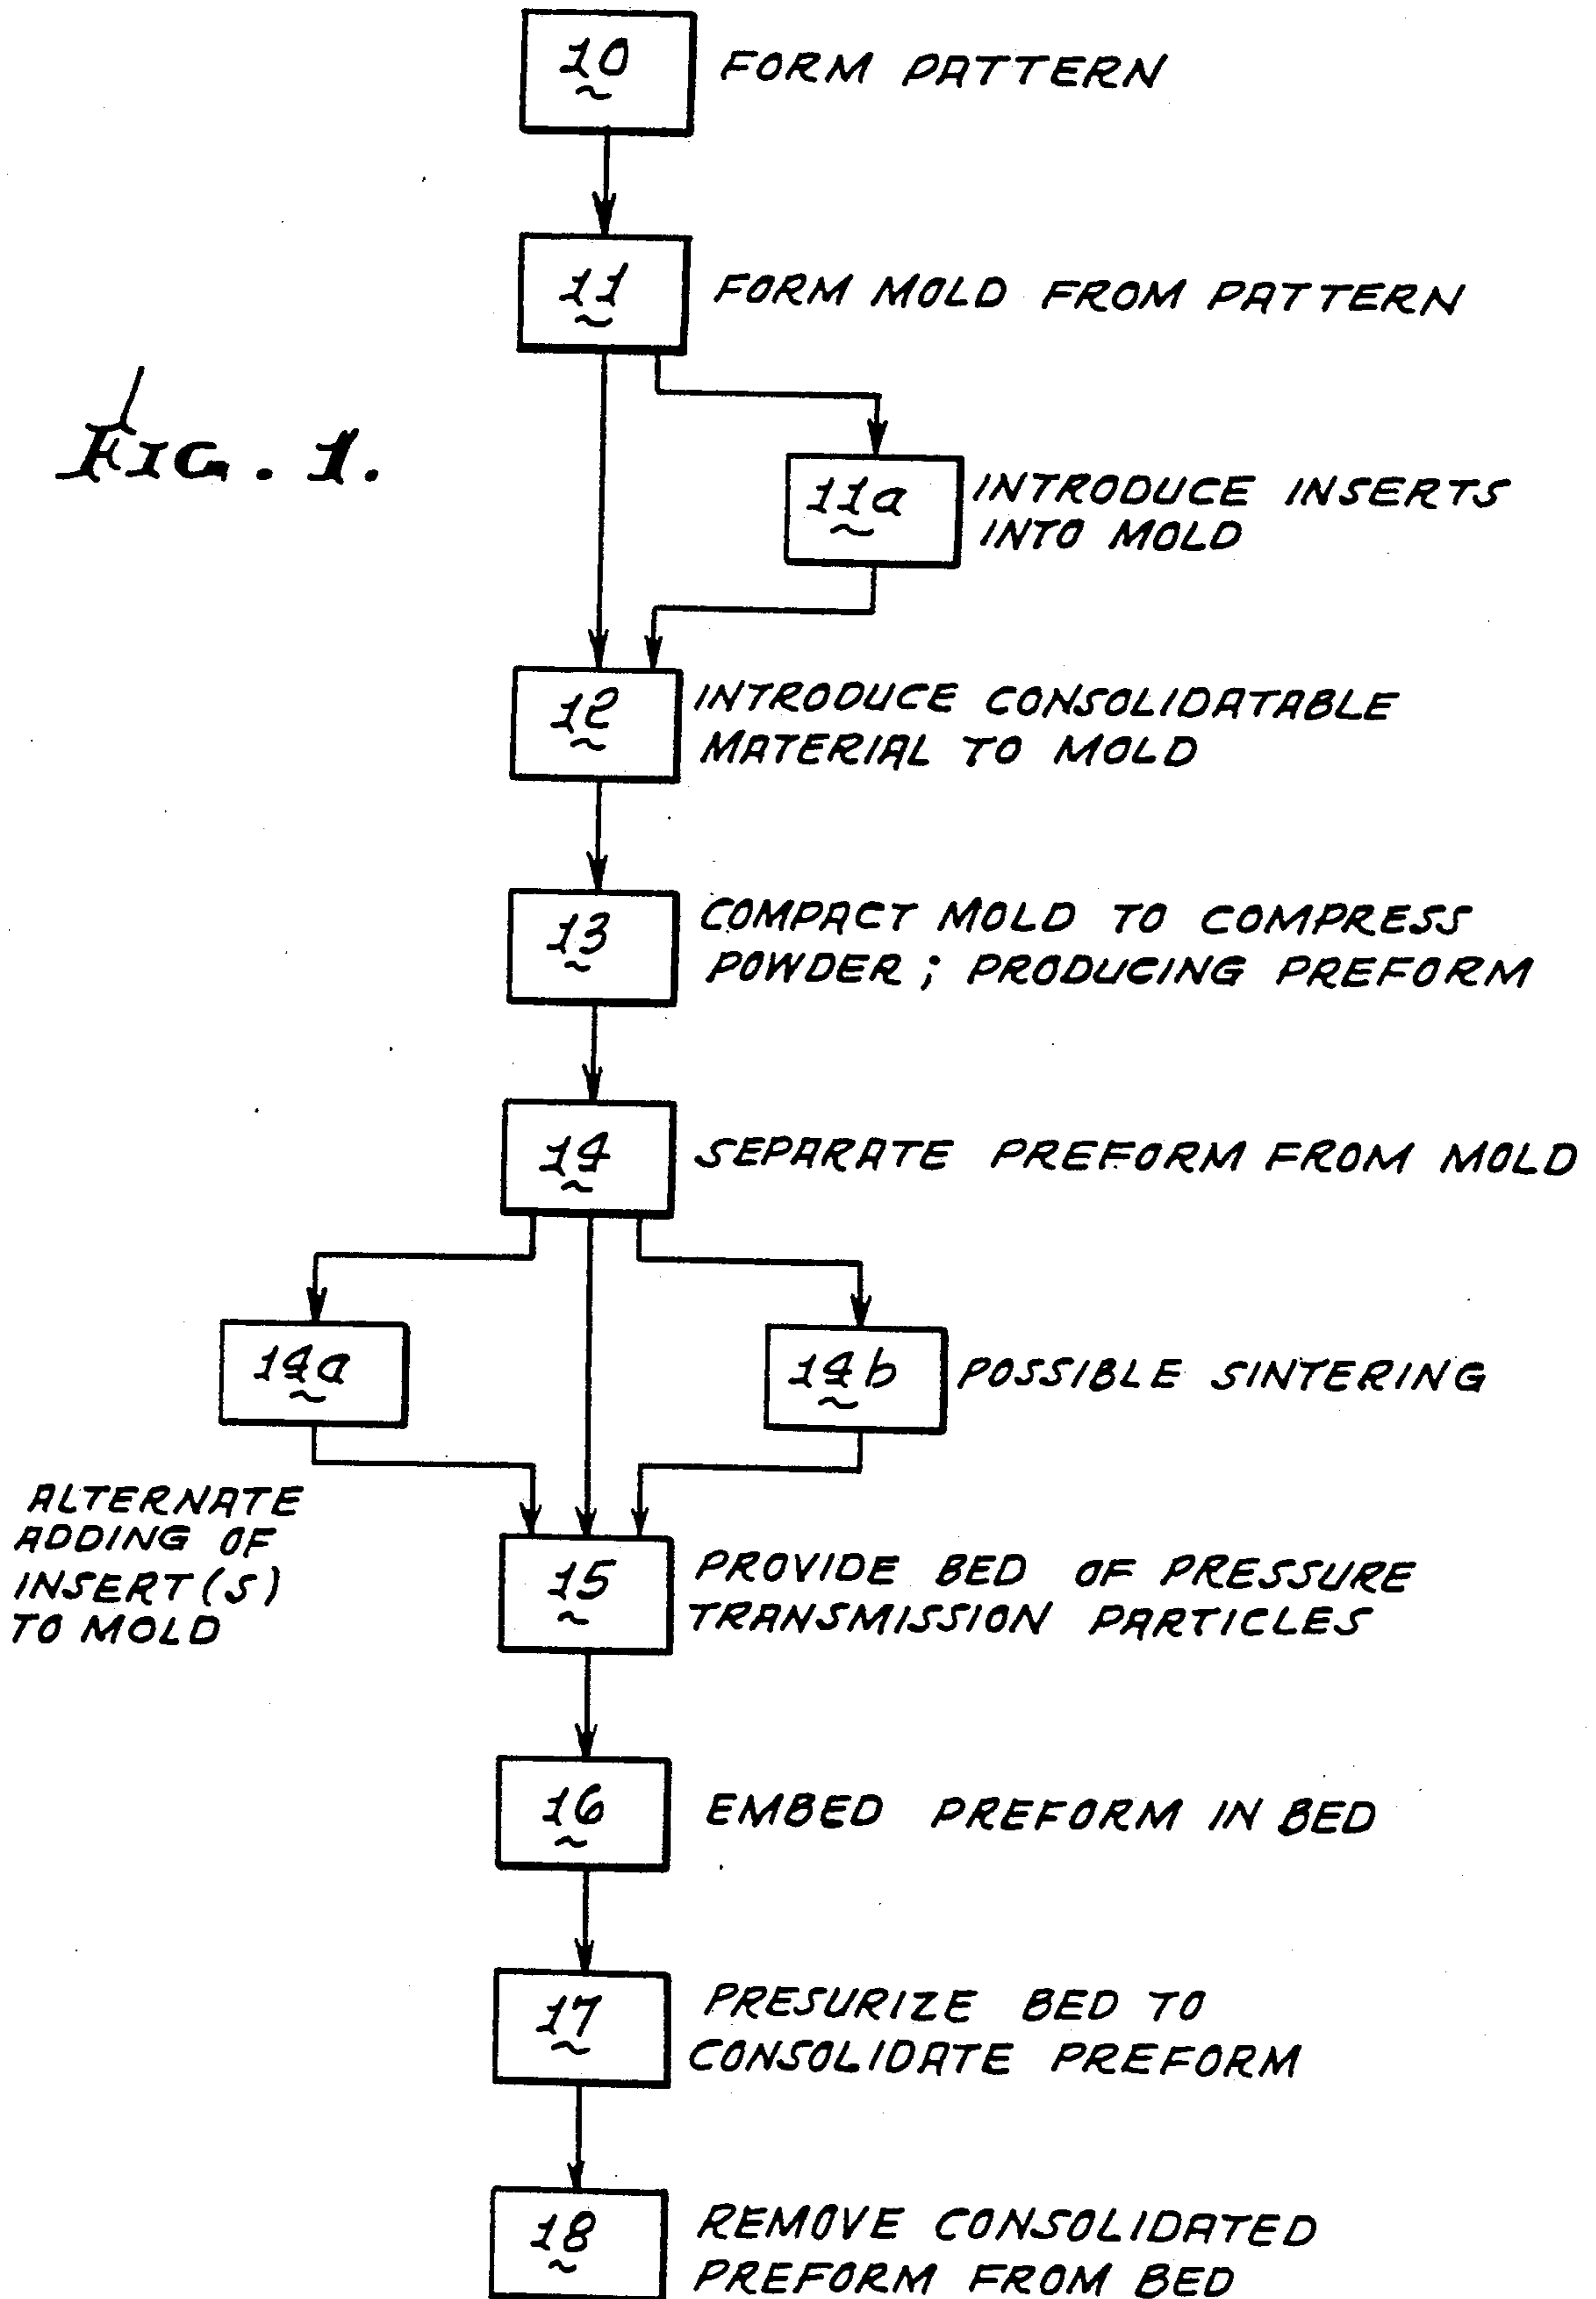 10 FORM PATTERN
11 FORM MOLD FROM PATTERN
FIG. 1.
11a INTRODUCE INSERTS
INTO MOLD
12 INTRODUCE CONSOLIDATABLE
MATERIAL TO MOLD
13 COMPACT MOLD TO COMPRESS
POWDER; PRODUCING PREFORM
14 SEPARATE PREFORM FROM MOLD
14a
14b POSSIBLE SINTERING
ALTERNATE
ADDING OF
INSERT(S)
TO MOLD
15 PROVIDE BED OF PRESSURE
TRANSMISSION PARTICLES
16 EMBED PREFORM IN BED
17 PRESURIZE BED TO
CONSOLIDATE PREFORM
18 REMOVE CONSOLIDATED
PREFORM FROM BED